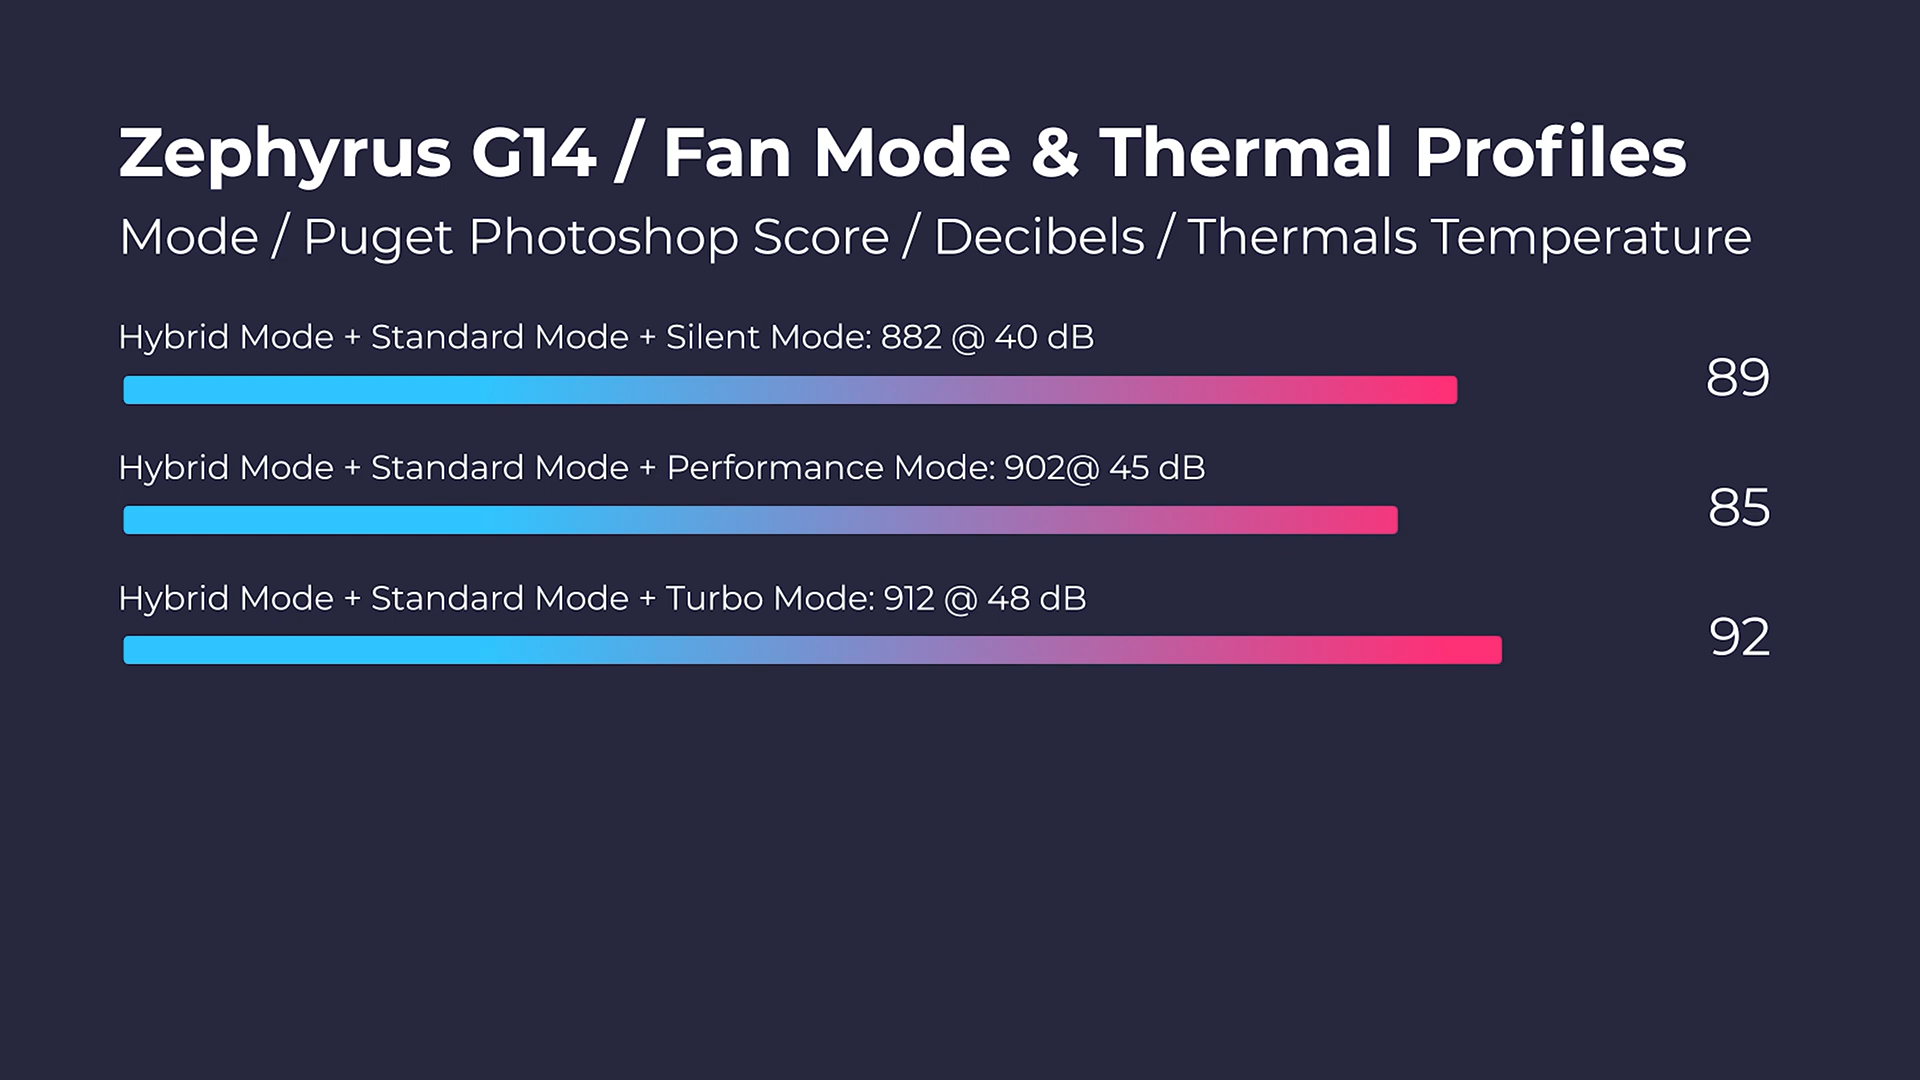 Zephyrus G14 / Fan Mode & Thermal Profiles
Mode / Puget Photoshop Score / Decibels / Thermals Temperature
Hybrid Mode + Standard Mode + Silent Mode: 882 @ 40 dB
89
Hybrid Mode + Standard Mode + Performance Mode: 902@ 45 dB
85
Hybrid Mode + Standard Mode + Turbo Mode: 912 @ 48 dB
92